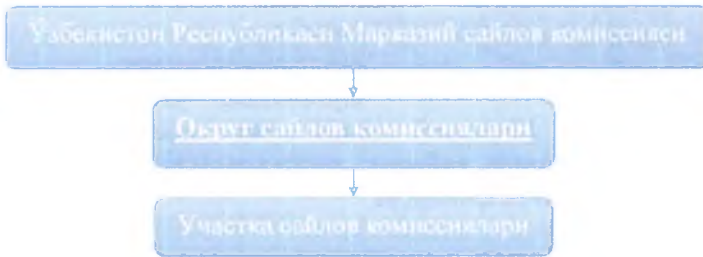 Ўзбекистон Республикаси Марказий сайлов комиссияси
Округ сайлов комиссиялари
Участка сайлов комиссиялари